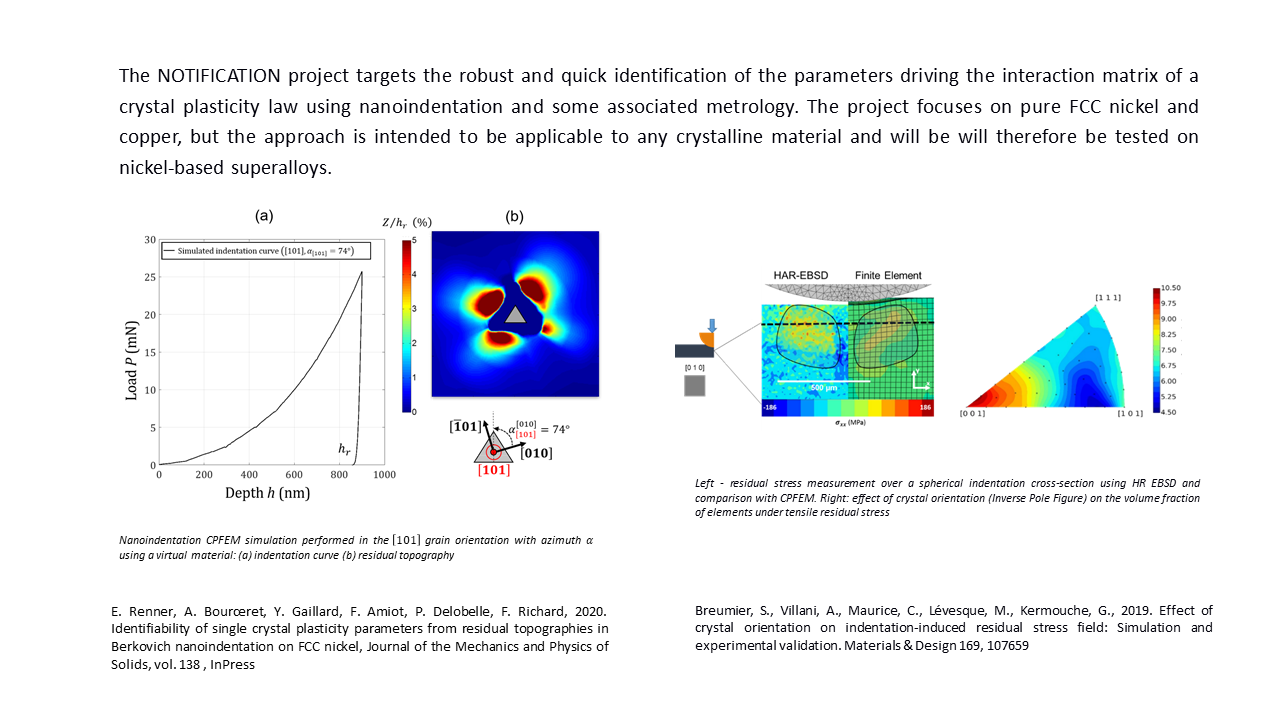 The NOTIFICATION project targets the robust and quick identification of the parameters driving the interaction matrix of a
crystal plasticity law using nanoindentation and some associated metrology. The project focuses on pure FCC nickel and
copper, but the approach is intended to be applicable to any crystalline material and will be will therefore be tested on
nickel-based superalloys.
(a)
Z/hᵣ (%)
(b)
30
25
20
15
10
5
0
Load P (mN)
Simulated indentation curve ([101], α[101] = 74°)
hᵣ
0 200 400 600 800 1000
Depth h (nm)
5
4
3
2
1
0
[1̄01]
α[010][101] = 74°
[010]
[101]
Nanoindentation CPFEM simulation performed in the [101] grain orientation with azimuth α
using a virtual material: (a) indentation curve (b) residual topography
E. Renner, A. Bourceret, Y. Gaillard, F. Amiot, P. Delobelle, F. Richard, 2020.
Identifiability of single crystal plasticity parameters from residual topographies in
Berkovich nanoindentation on FCC nickel, Journal of the Mechanics and Physics of
Solids, vol. 138 , InPress
HAR-EBSD Finite Element
[0 1 0]
500 µm
Y
-186 186
σxx (MPa)
[1 1 1]
[0 0 1]
[1 0 1]
10.50
9.75
9.00
8.25
7.50
6.75
6.00
5.25
4.50
Left - residual stress measurement over a spherical indentation cross-section using HR EBSD and
comparison with CPFEM. Right: effect of crystal orientation (Inverse Pole Figure) on the volume fraction
of elements under tensile residual stress
Breumier, S., Villani, A., Maurice, C., Lévesque, M., Kermouche, G., 2019. Effect of
crystal orientation on indentation-induced residual stress field: Simulation and
experimental validation. Materials & Design 169, 107659